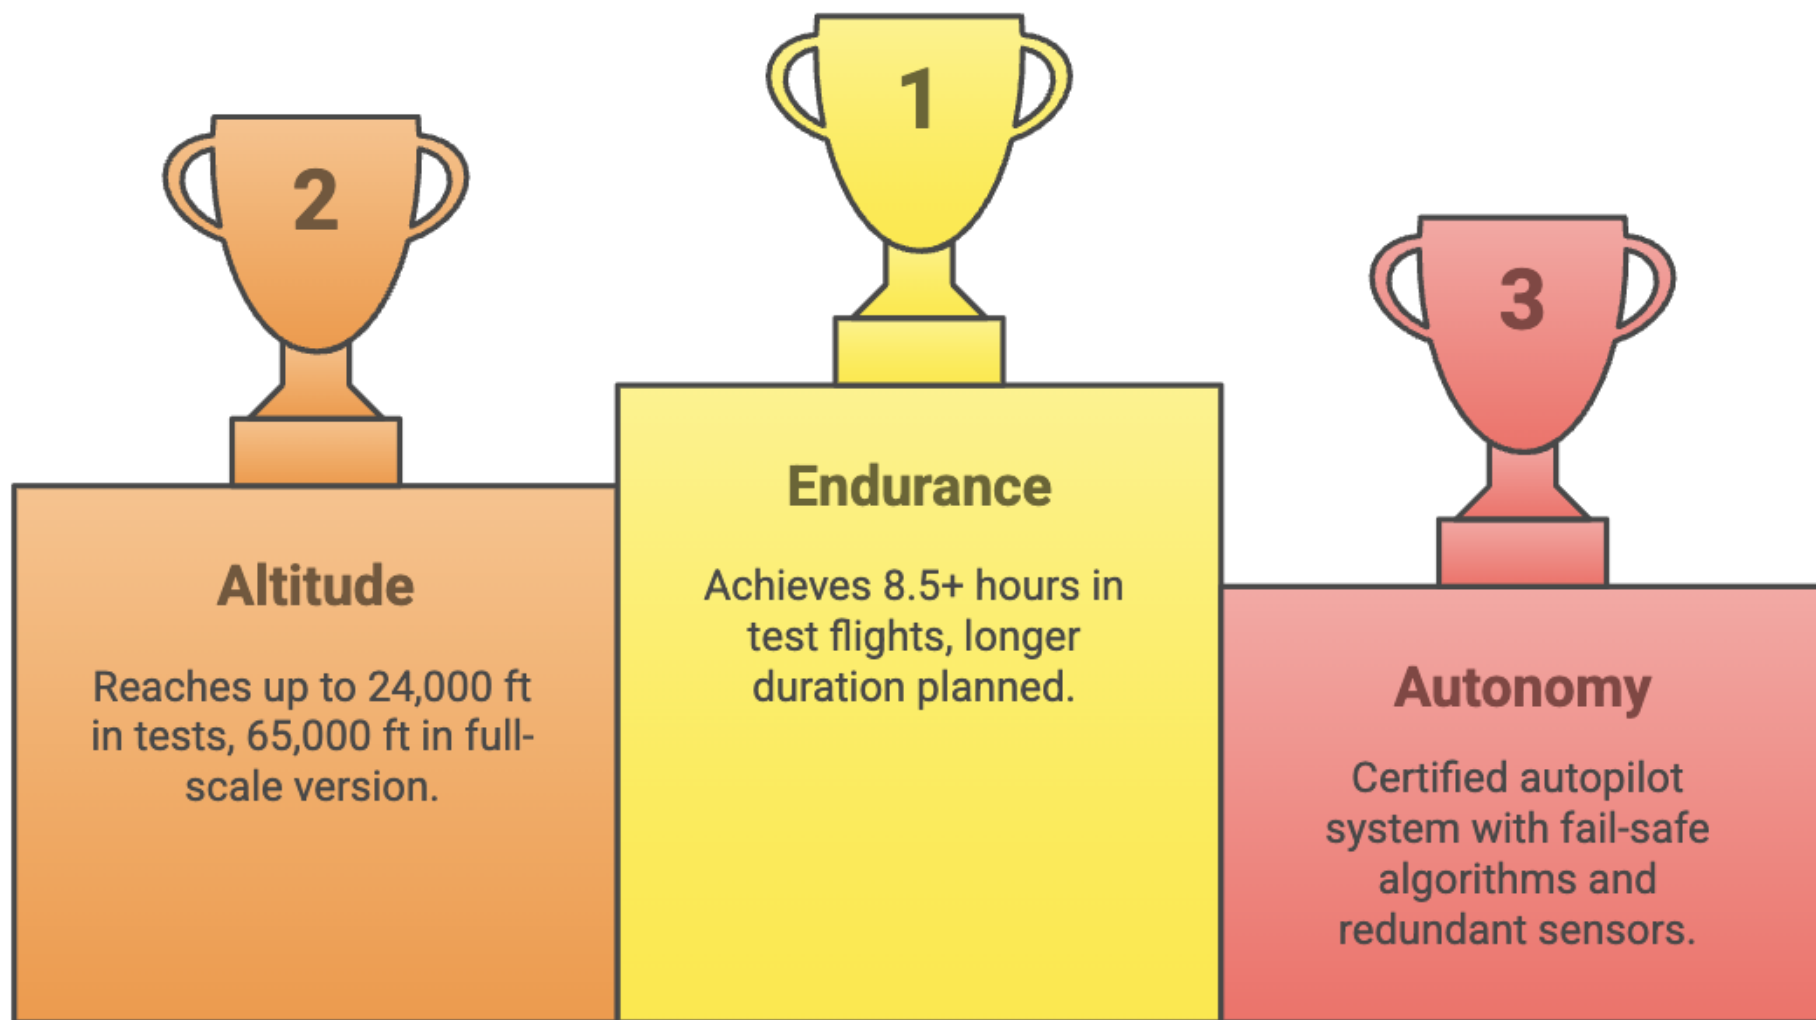 2
Altitude
Reaches up to 24,000 ft
in tests, 65,000 ft in full-
scale version.
1
Endurance
Achieves 8.5+ hours in
test flights, longer
duration planned.
3
Autonomy
Certified autopilot
system with fail-safe
algorithms and
redundant sensors.